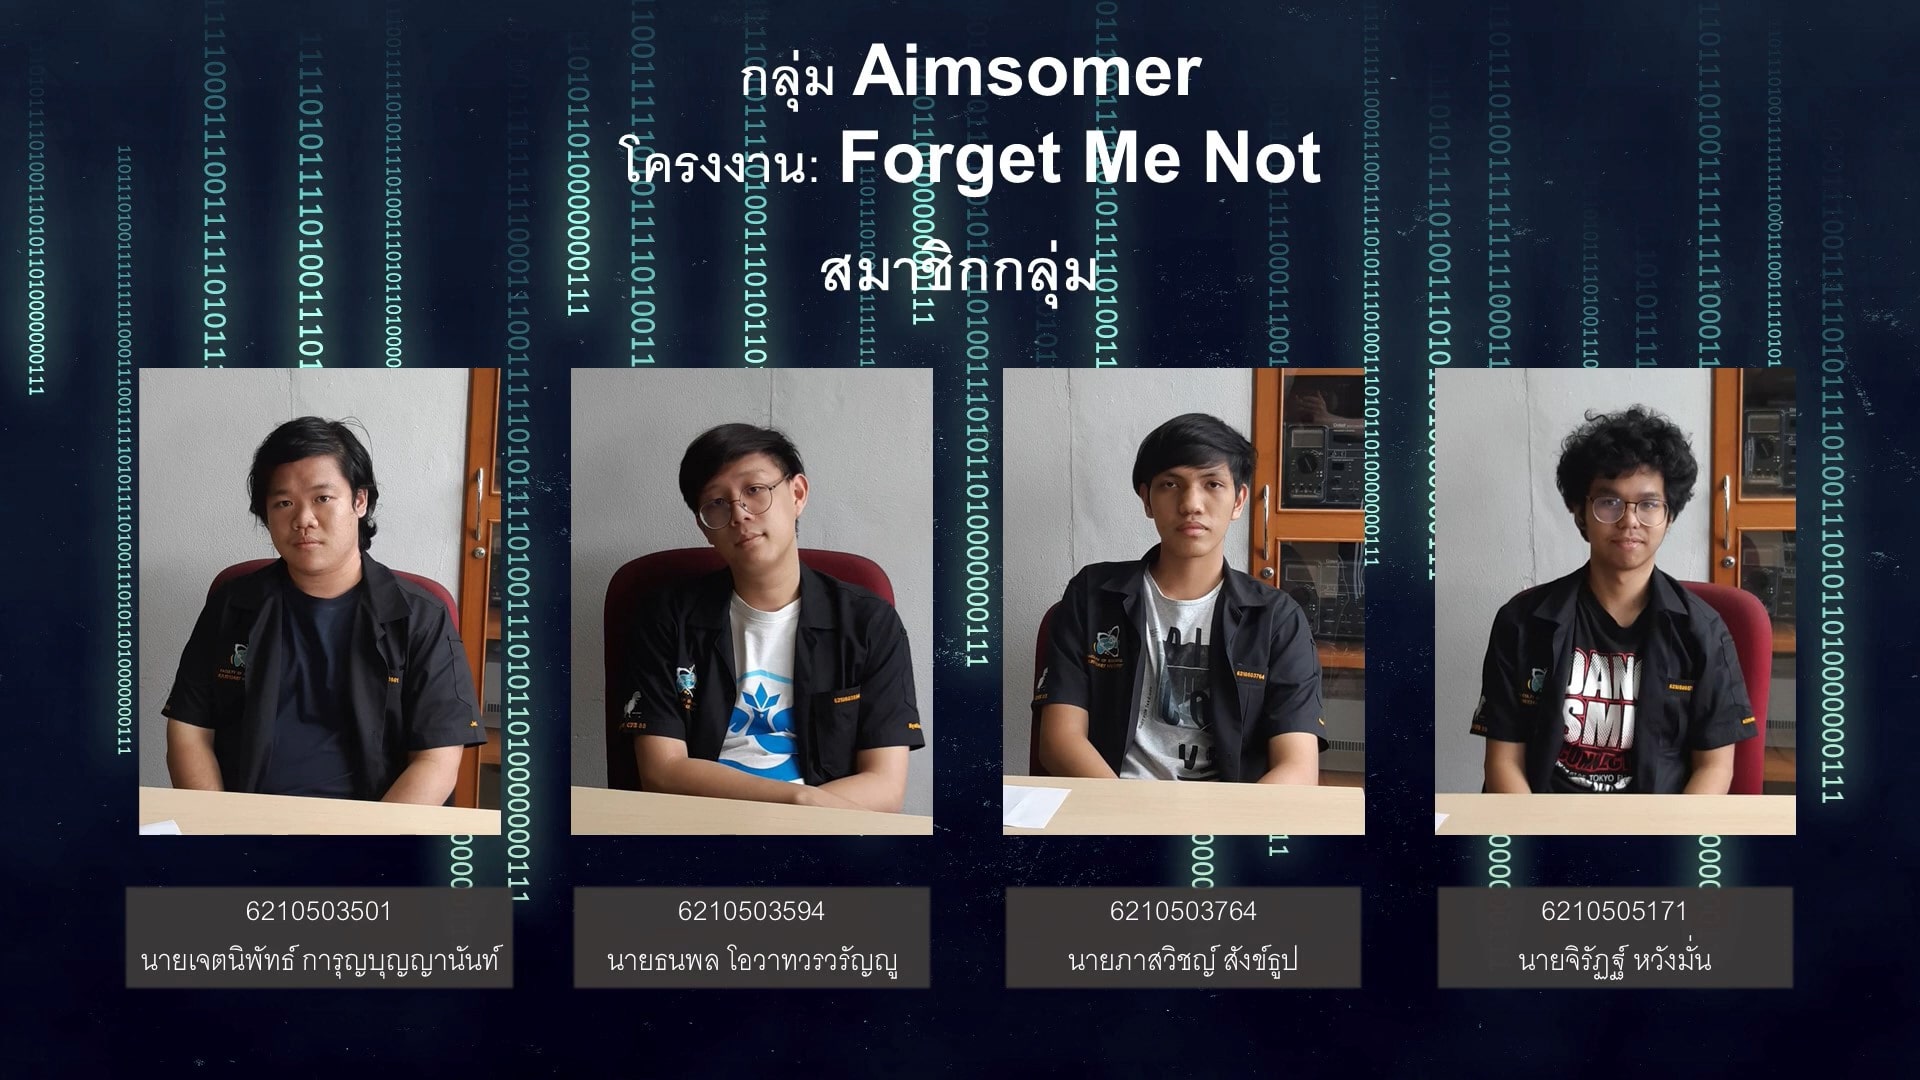 กลุ่ม Aimsomer
โครงงาน: Forget Me Not
สมาชิกกลุ่ม
6210503501
นายเจตนิพัทธ์ การุญบุญญานันท์
6210503594
นายธนพล โอวาทวรวรัญญู
6210503764
นายภาสวิชญ์ สังข์ธูป
6210505171
นายจิรัฏฐ์ หวังมั่น